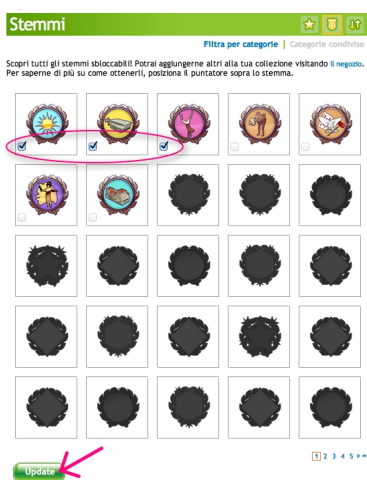 Stemmi
Filtra per categorie | Categorie condivise
Scopri tutti gli stemmi sbloccabili! Potrai aggiungerne altri alla tua collezione visitando il negozio.
Per saperne di più su come ottenerli, posiziona il puntatore sopra lo stemma.
1 2 3 4 5 > »
Update